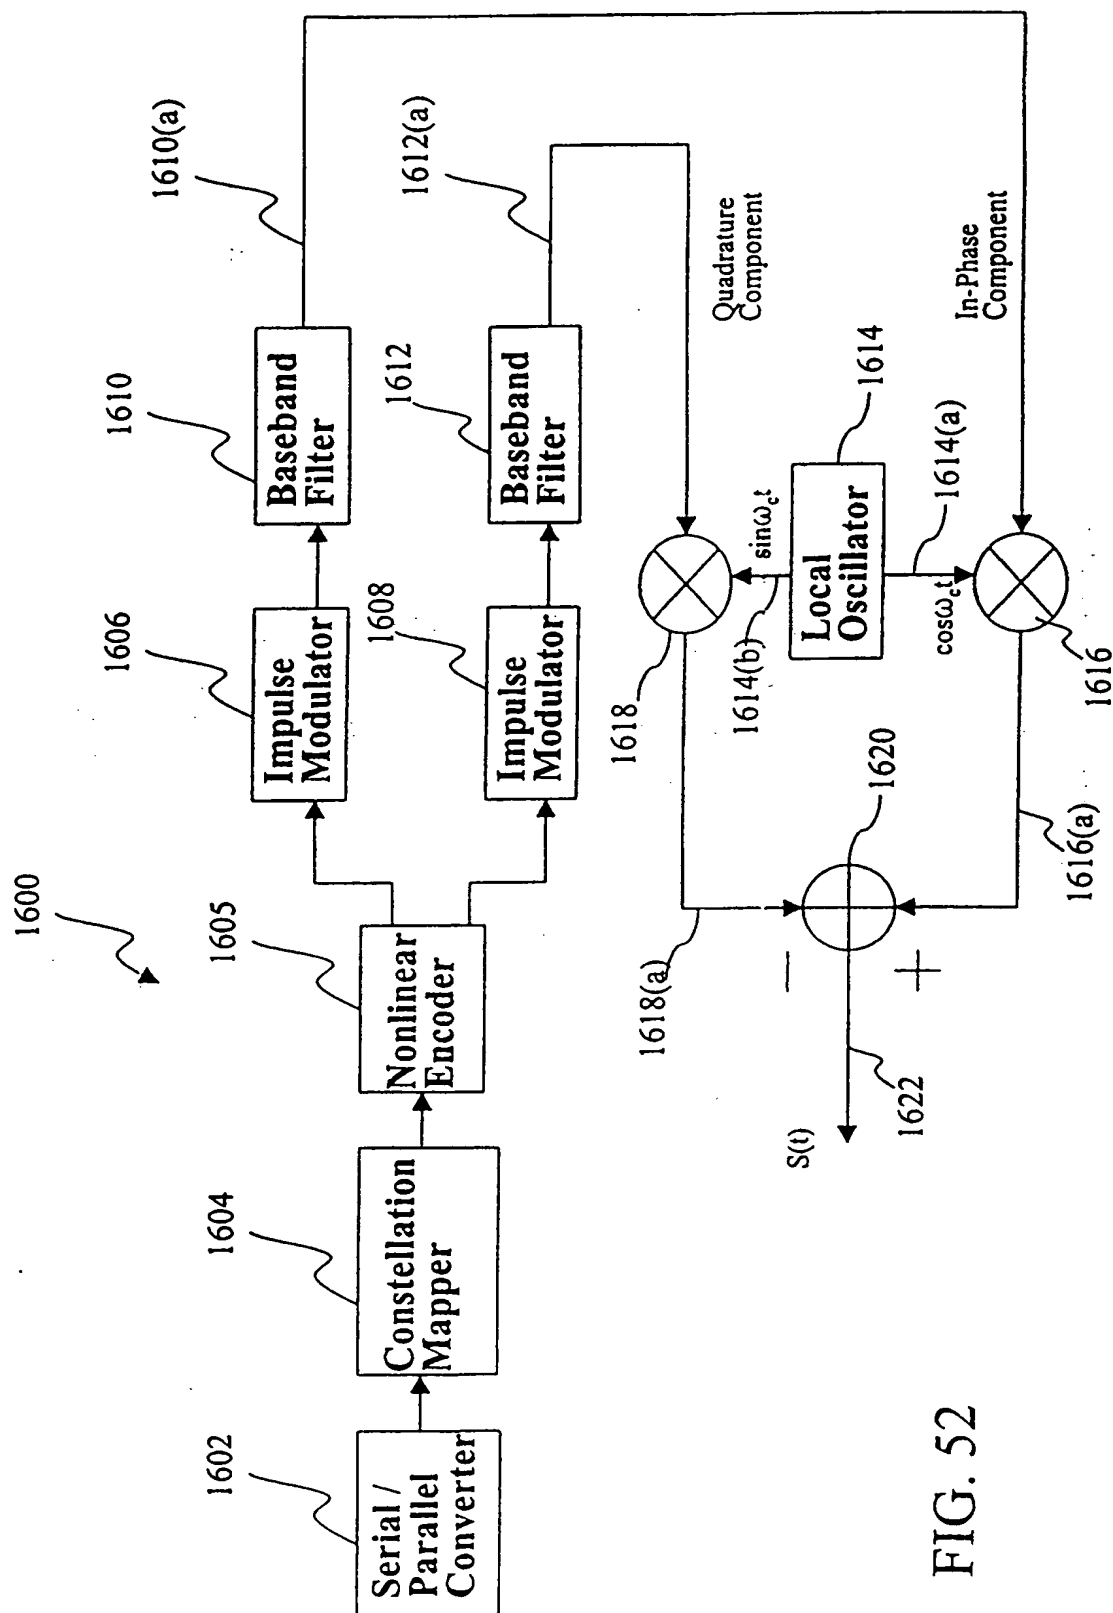 1600
1602
Serial /
Parallel
Converter
1604
Constellation
Mapper
1605
Nonlinear
Encoder
1606
Impulse
Modulator
1608
Impulse
Modulator
1610
Baseband
Filter
1612
Baseband
Filter
1610(a)
1612(a)
Quadrature
Component
In-Phase
Component
1618
sinω꜀t
1614(b)
Local
Oscillator
1614
1614(a)
cosω꜀t
1616
1618(a)
1616(a)
1620
−
+
1622
S(t)
FIG. 52